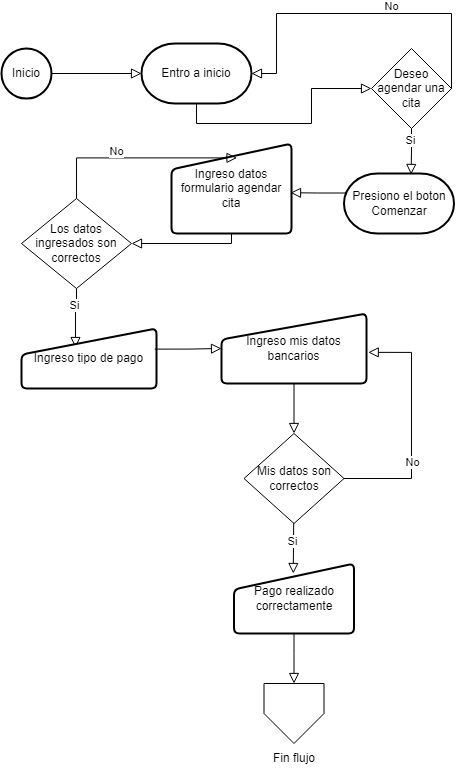 No
Inicio
Entro a inicio
Deseo
agendar una
cita
Si
No
Ingreso datos
formulario agendar
cita
Presiono el boton
Comenzar
Los datos
ingresados son
correctos
Si
Ingreso tipo de pago
Ingreso mis datos
bancarios
No
Mis datos son
correctos
Si
Pago realizado
correctamente
Fin flujo